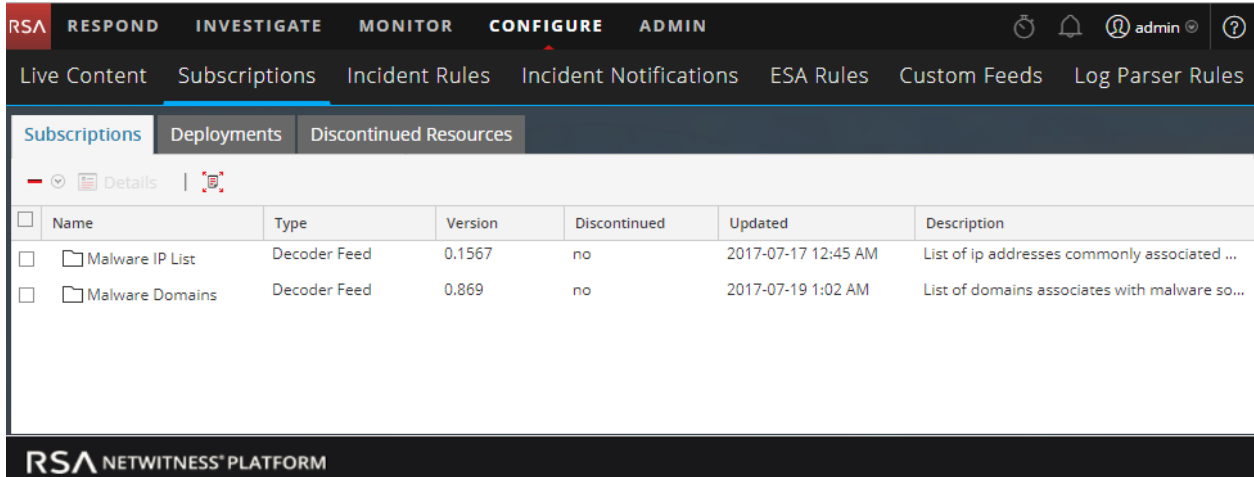 RSA RESPOND INVESTIGATE MONITOR CONFIGURE ADMIN admin ?
Live Content Subscriptions Incident Rules Incident Notifications ESA Rules Custom Feeds Log Parser Rules
Subscriptions Deployments Discontinued Resources
Details
Name Type Version Discontinued Updated Description
Malware IP List Decoder Feed 0.1567 no 2017-07-17 12:45 AM List of ip addresses commonly associated ...
Malware Domains Decoder Feed 0.869 no 2017-07-19 1:02 AM List of domains associates with malware so...
RSA NETWITNESS® PLATFORM